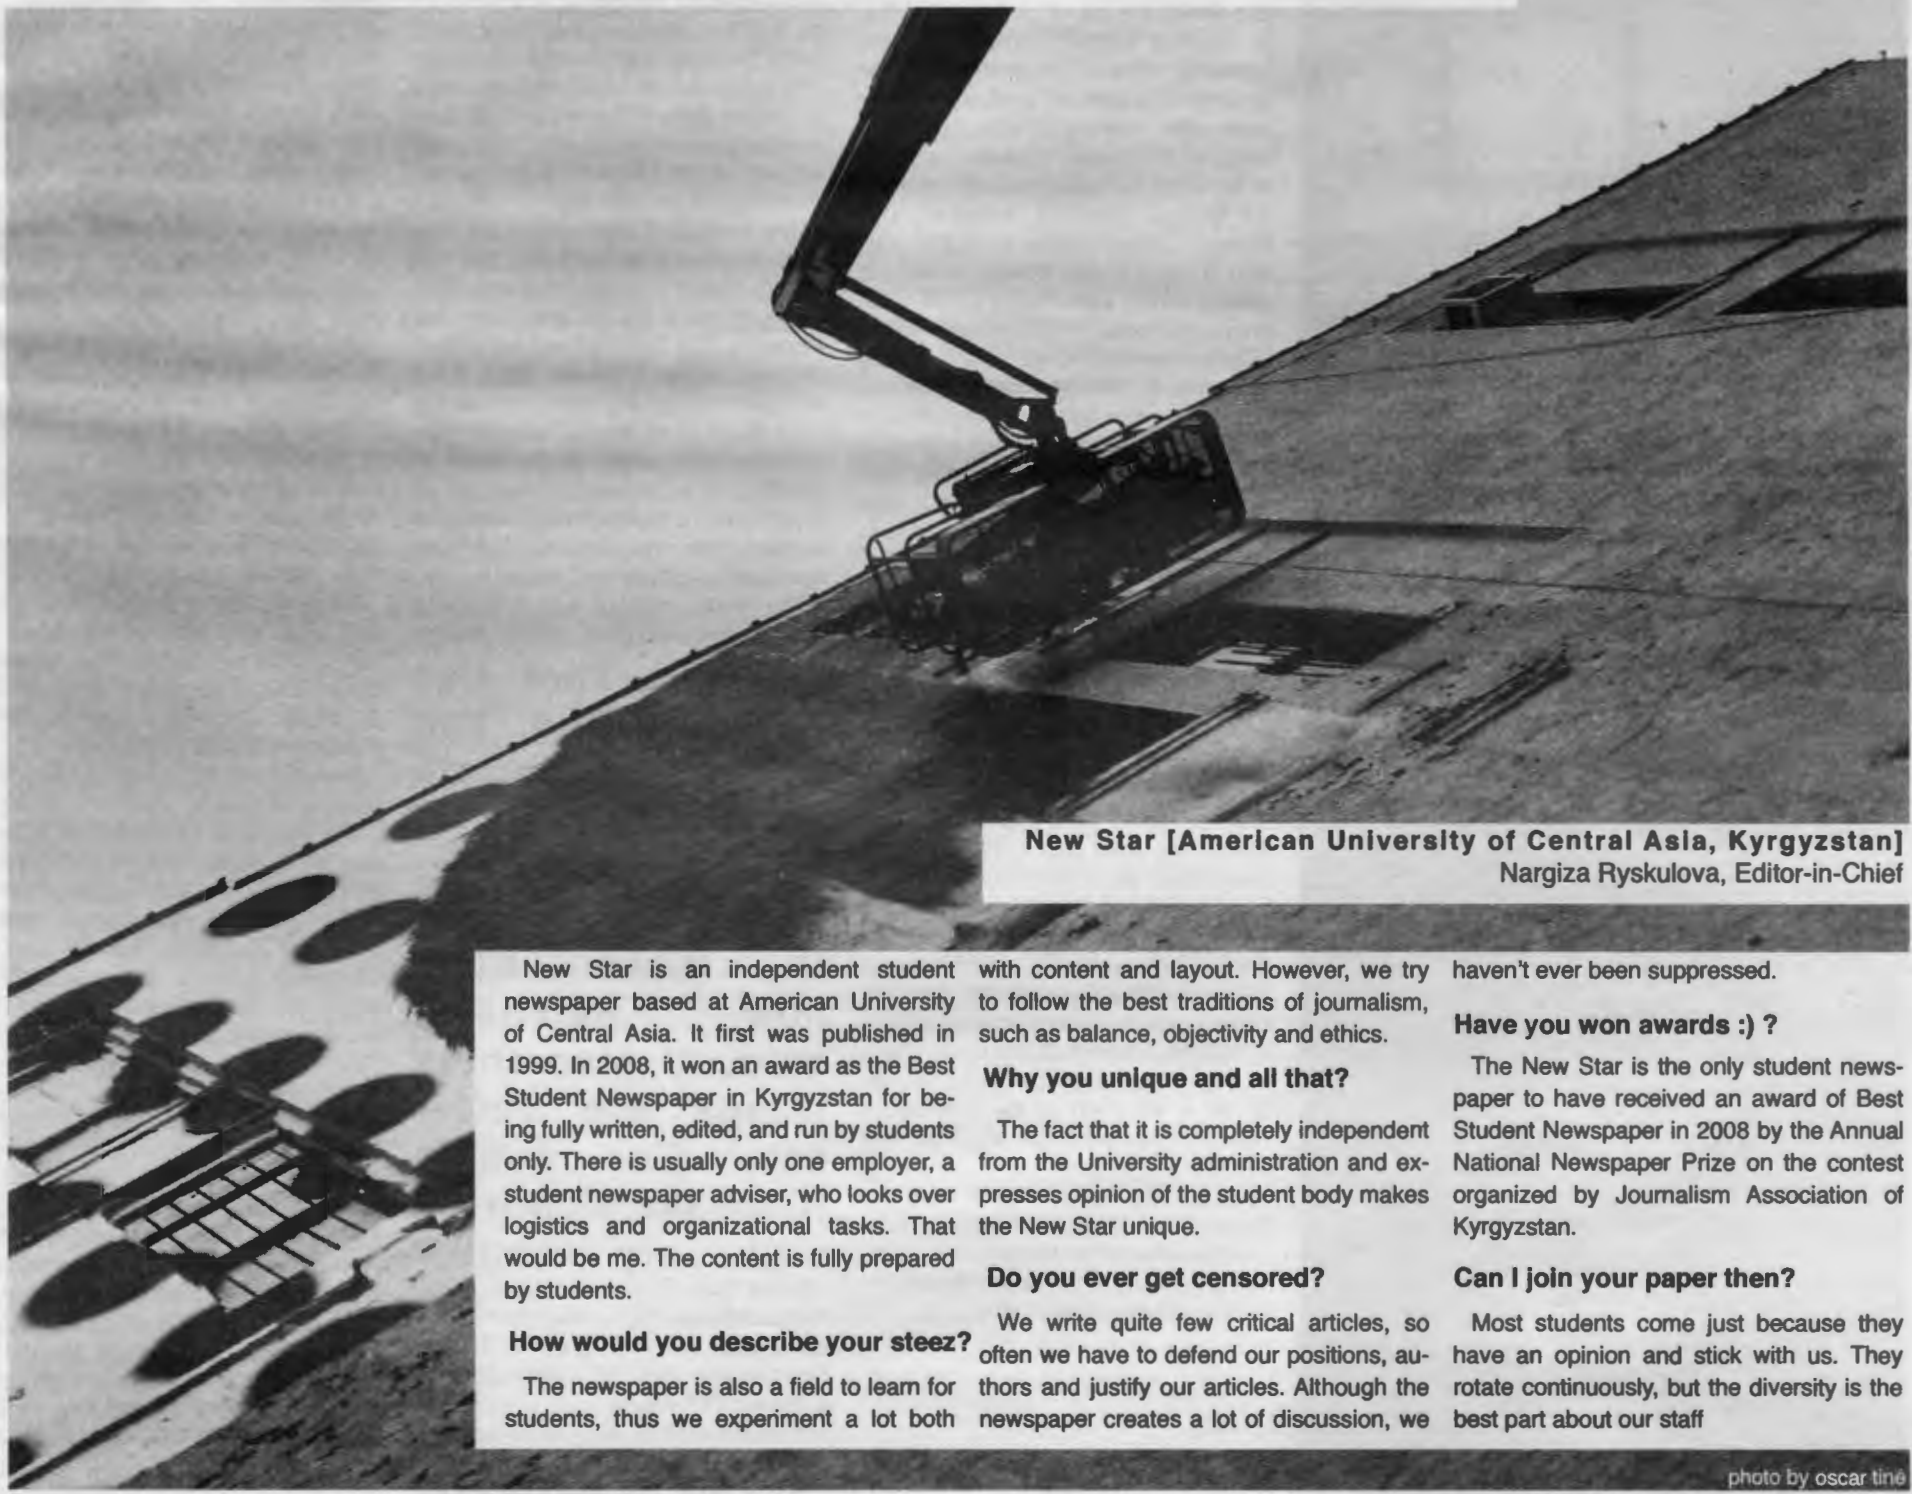 New Star [American University of Central Asia, Kyrgyzstan]
Nargiza Ryskulova, Editor-in-Chief
New Star is an independent student
newspaper based at American University
of Central Asia. It first was published in
1999. In 2008, it won an award as the Best
Student Newspaper in Kyrgyzstan for be-
ing fully written, edited, and run by students
only. There is usually only one employer, a
student newspaper adviser, who looks over
logistics and organizational tasks. That
would be me. The content is fully prepared
by students.
How would you describe your steez?
The newspaper is also a field to learn for
students, thus we experiment a lot both
with content and layout. However, we try
to follow the best traditions of journalism,
such as balance, objectivity and ethics.
Why you unique and all that?
The fact that it is completely independent
from the University administration and ex-
presses opinion of the student body makes
the New Star unique.
Do you ever get censored?
We write quite few critical articles, so
often we have to defend our positions, au-
thors and justify our articles. Although the
newspaper creates a lot of discussion, we
haven't ever been suppressed.
Have you won awards :) ?
The New Star is the only student news-
paper to have received an award of Best
Student Newspaper in 2008 by the Annual
National Newspaper Prize on the contest
organized by Journalism Association of
Kyrgyzstan.
Can I join your paper then?
Most students come just because they
have an opinion and stick with us. They
rotate continuously, but the diversity is the
best part about our staff
photo by oscar tiné